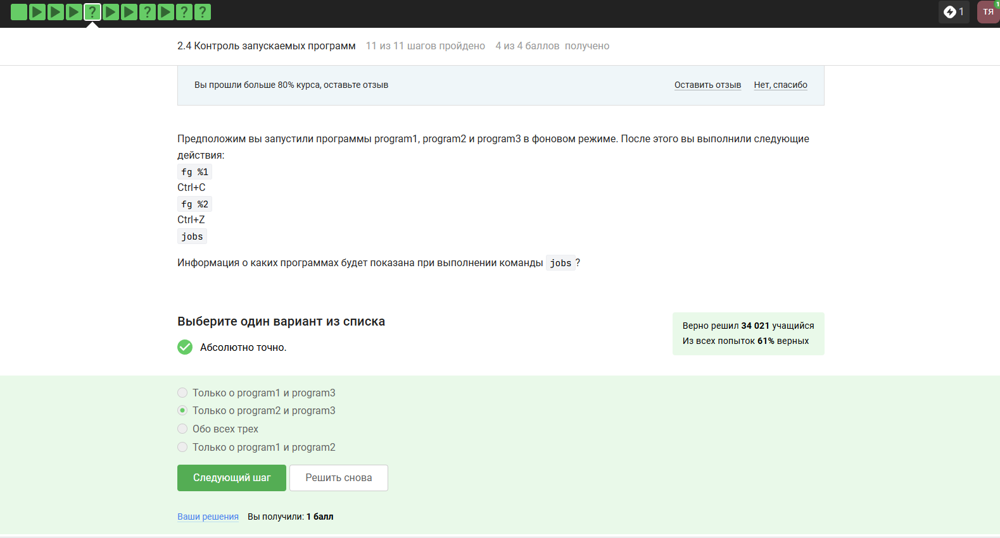 ? ? ? ?
1
ТЯ
1
2.4 Контроль запускаемых программ 11 из 11 шагов пройдено 4 из 4 баллов получено
Вы прошли больше 80% курса, оставьте отзыв Оставить отзыв Нет, спасибо
Предположим вы запустили программы program1, program2 и program3 в фоновом режиме. После этого вы выполнили следующие
действия:
fg %1
Ctrl+C
fg %2
Ctrl+Z
jobs
Информация о каких программах будет показана при выполнении команды jobs?
Выберите один вариант из списка
Верно решил 34 021 учащийся
Из всех попыток 61% верных
Абсолютно точно.
Только о program1 и program3
Только о program2 и program3
Обо всех трех
Только о program1 и program2
Следующий шаг Решить снова
Ваши решения Вы получили: 1 балл